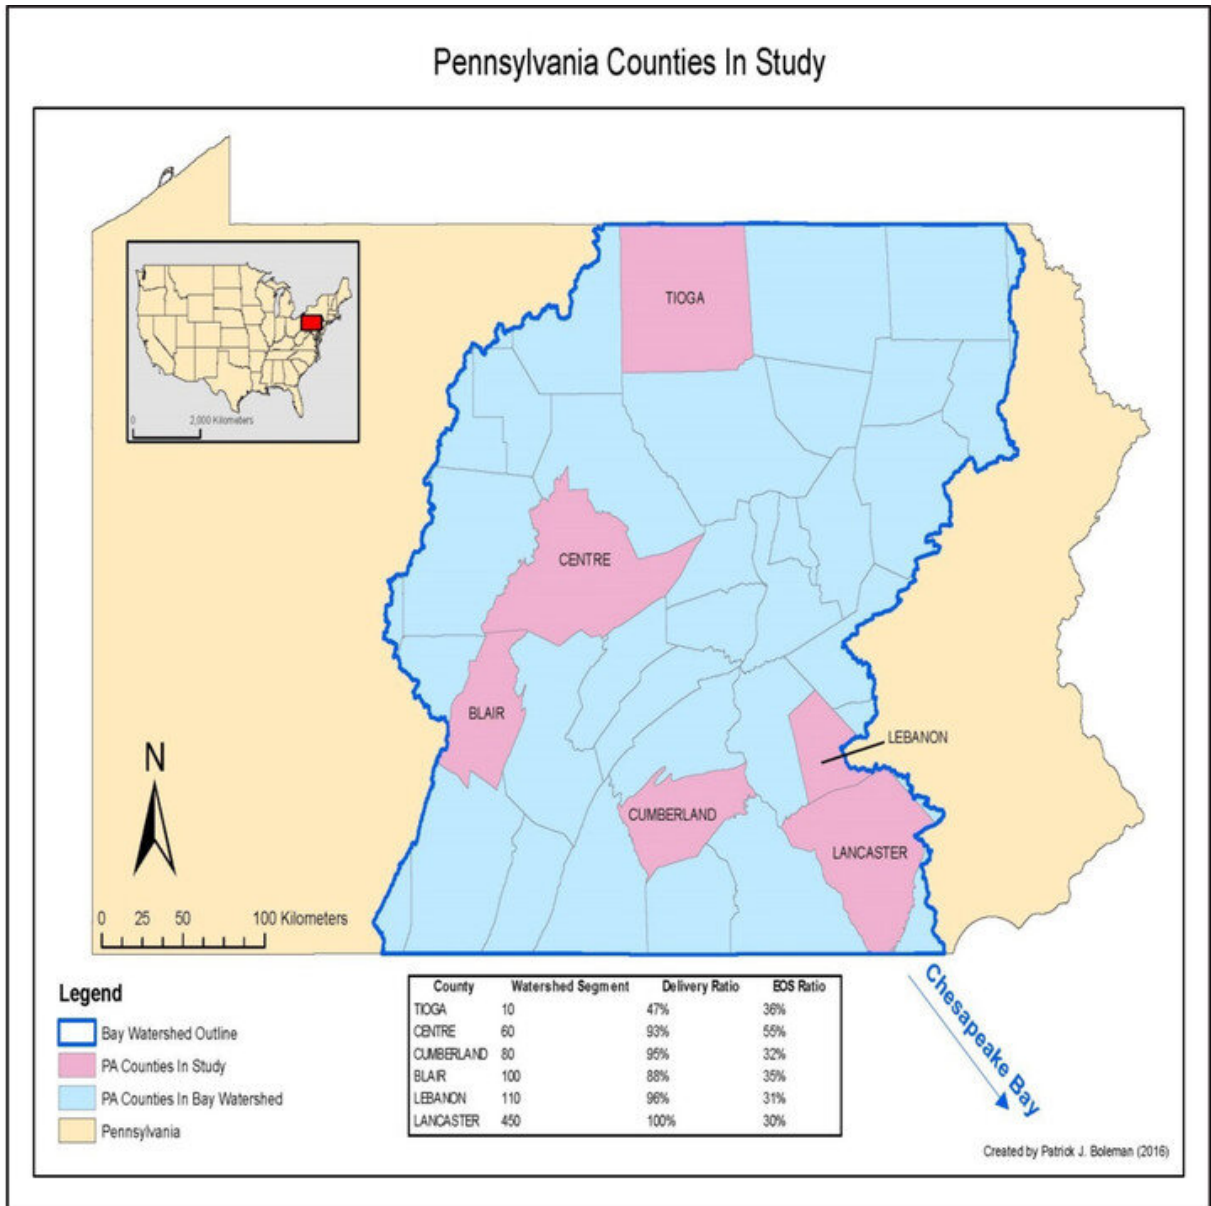 Pennsylvania Counties In Study
TIOGA
0 2,000 Kilometers
CENTRE
BLAIR
LEBANON
N
CUMBERLAND
LANCASTER
0 25 50 100 Kilometers
Legend
Bay Watershed Outline
PA Counties In Study
PA Counties In Bay Watershed
Pennsylvania
County Watershed Segment Delivery Ratio EOS Ratio
TIOGA 10 47% 36%
CENTRE 60 93% 55%
CUMBERLAND 80 95% 32%
BLAIR 100 88% 35%
LEBANON 110 96% 31%
LANCASTER 450 100% 30%
Chesapeake Bay
Created by Patrick J. Boleman (2016)